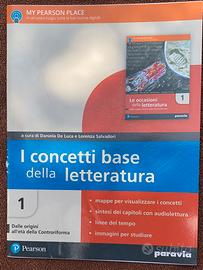 MY PEARSON PLACE
Le occasioni
della letteratura
1
paravia
a cura di Daniela De Luca e Lorenza Salvadori
I concetti base
della letteratura
1
Dalle origini
all'età della Controriforma
• mappe per visualizzare i concetti
• sintesi dei capitoli con audiolettura
• linee del tempo
• immagini per studiare
Pearson
paravia